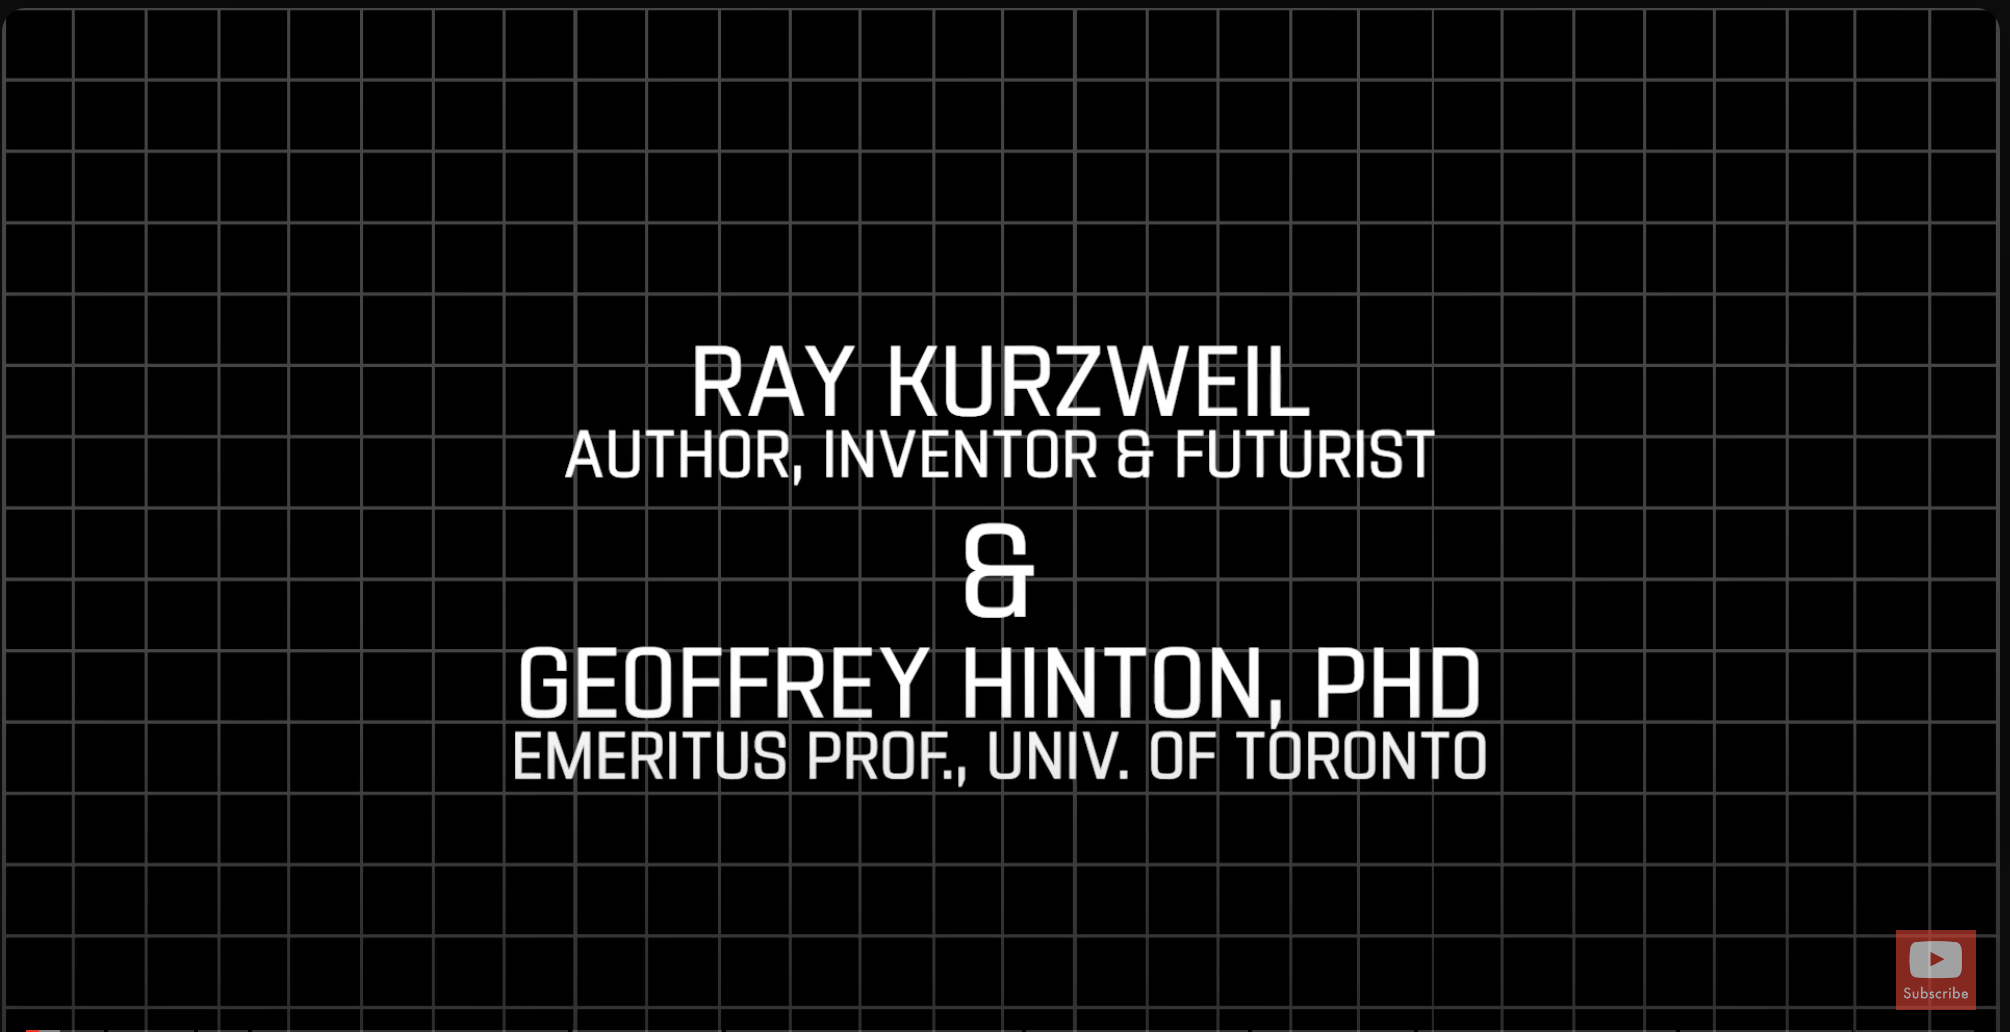 RAY KURZWEIL
AUTHOR, INVENTOR & FUTURIST
&
GEOFFREY HINTON, PHD
EMERITUS PROF., UNIV. OF TORONTO
Subscribe